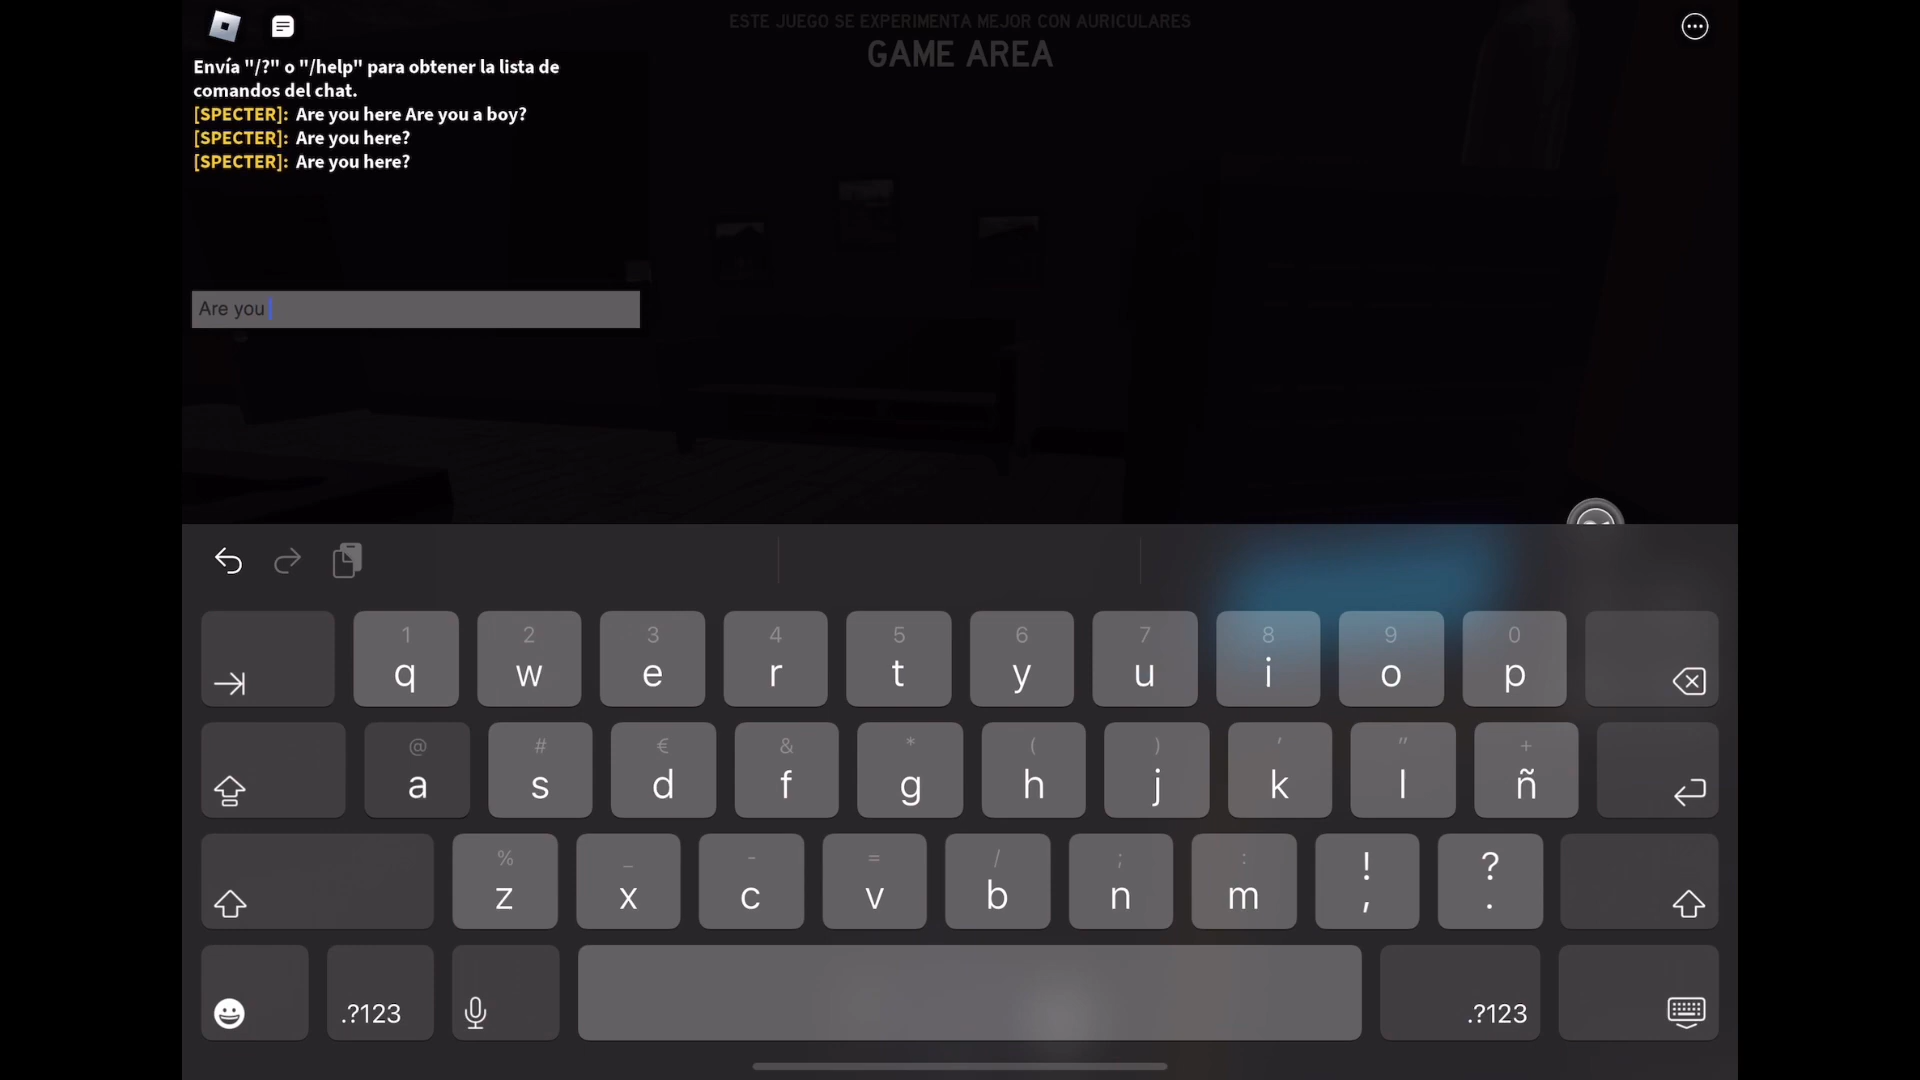 ESTE JUEGO SE EXPERIMENTA MEJOR CON AURICULARES
GAME AREA
Envía "/?" o "/help" para obtener la lista de
comandos del chat.
[SPECTER]: Are you here Are you a boy?
[SPECTER]: Are you here?
[SPECTER]: Are you here?
Are you
1 2 3 4 5 6 7 8 9 0
q w e r t y u i o p
@ # € & * ( ) ' " +
a s d f g h j k l ñ
% _ - = / ; : ! ?
z x c v b n m , .
.?123 .?123